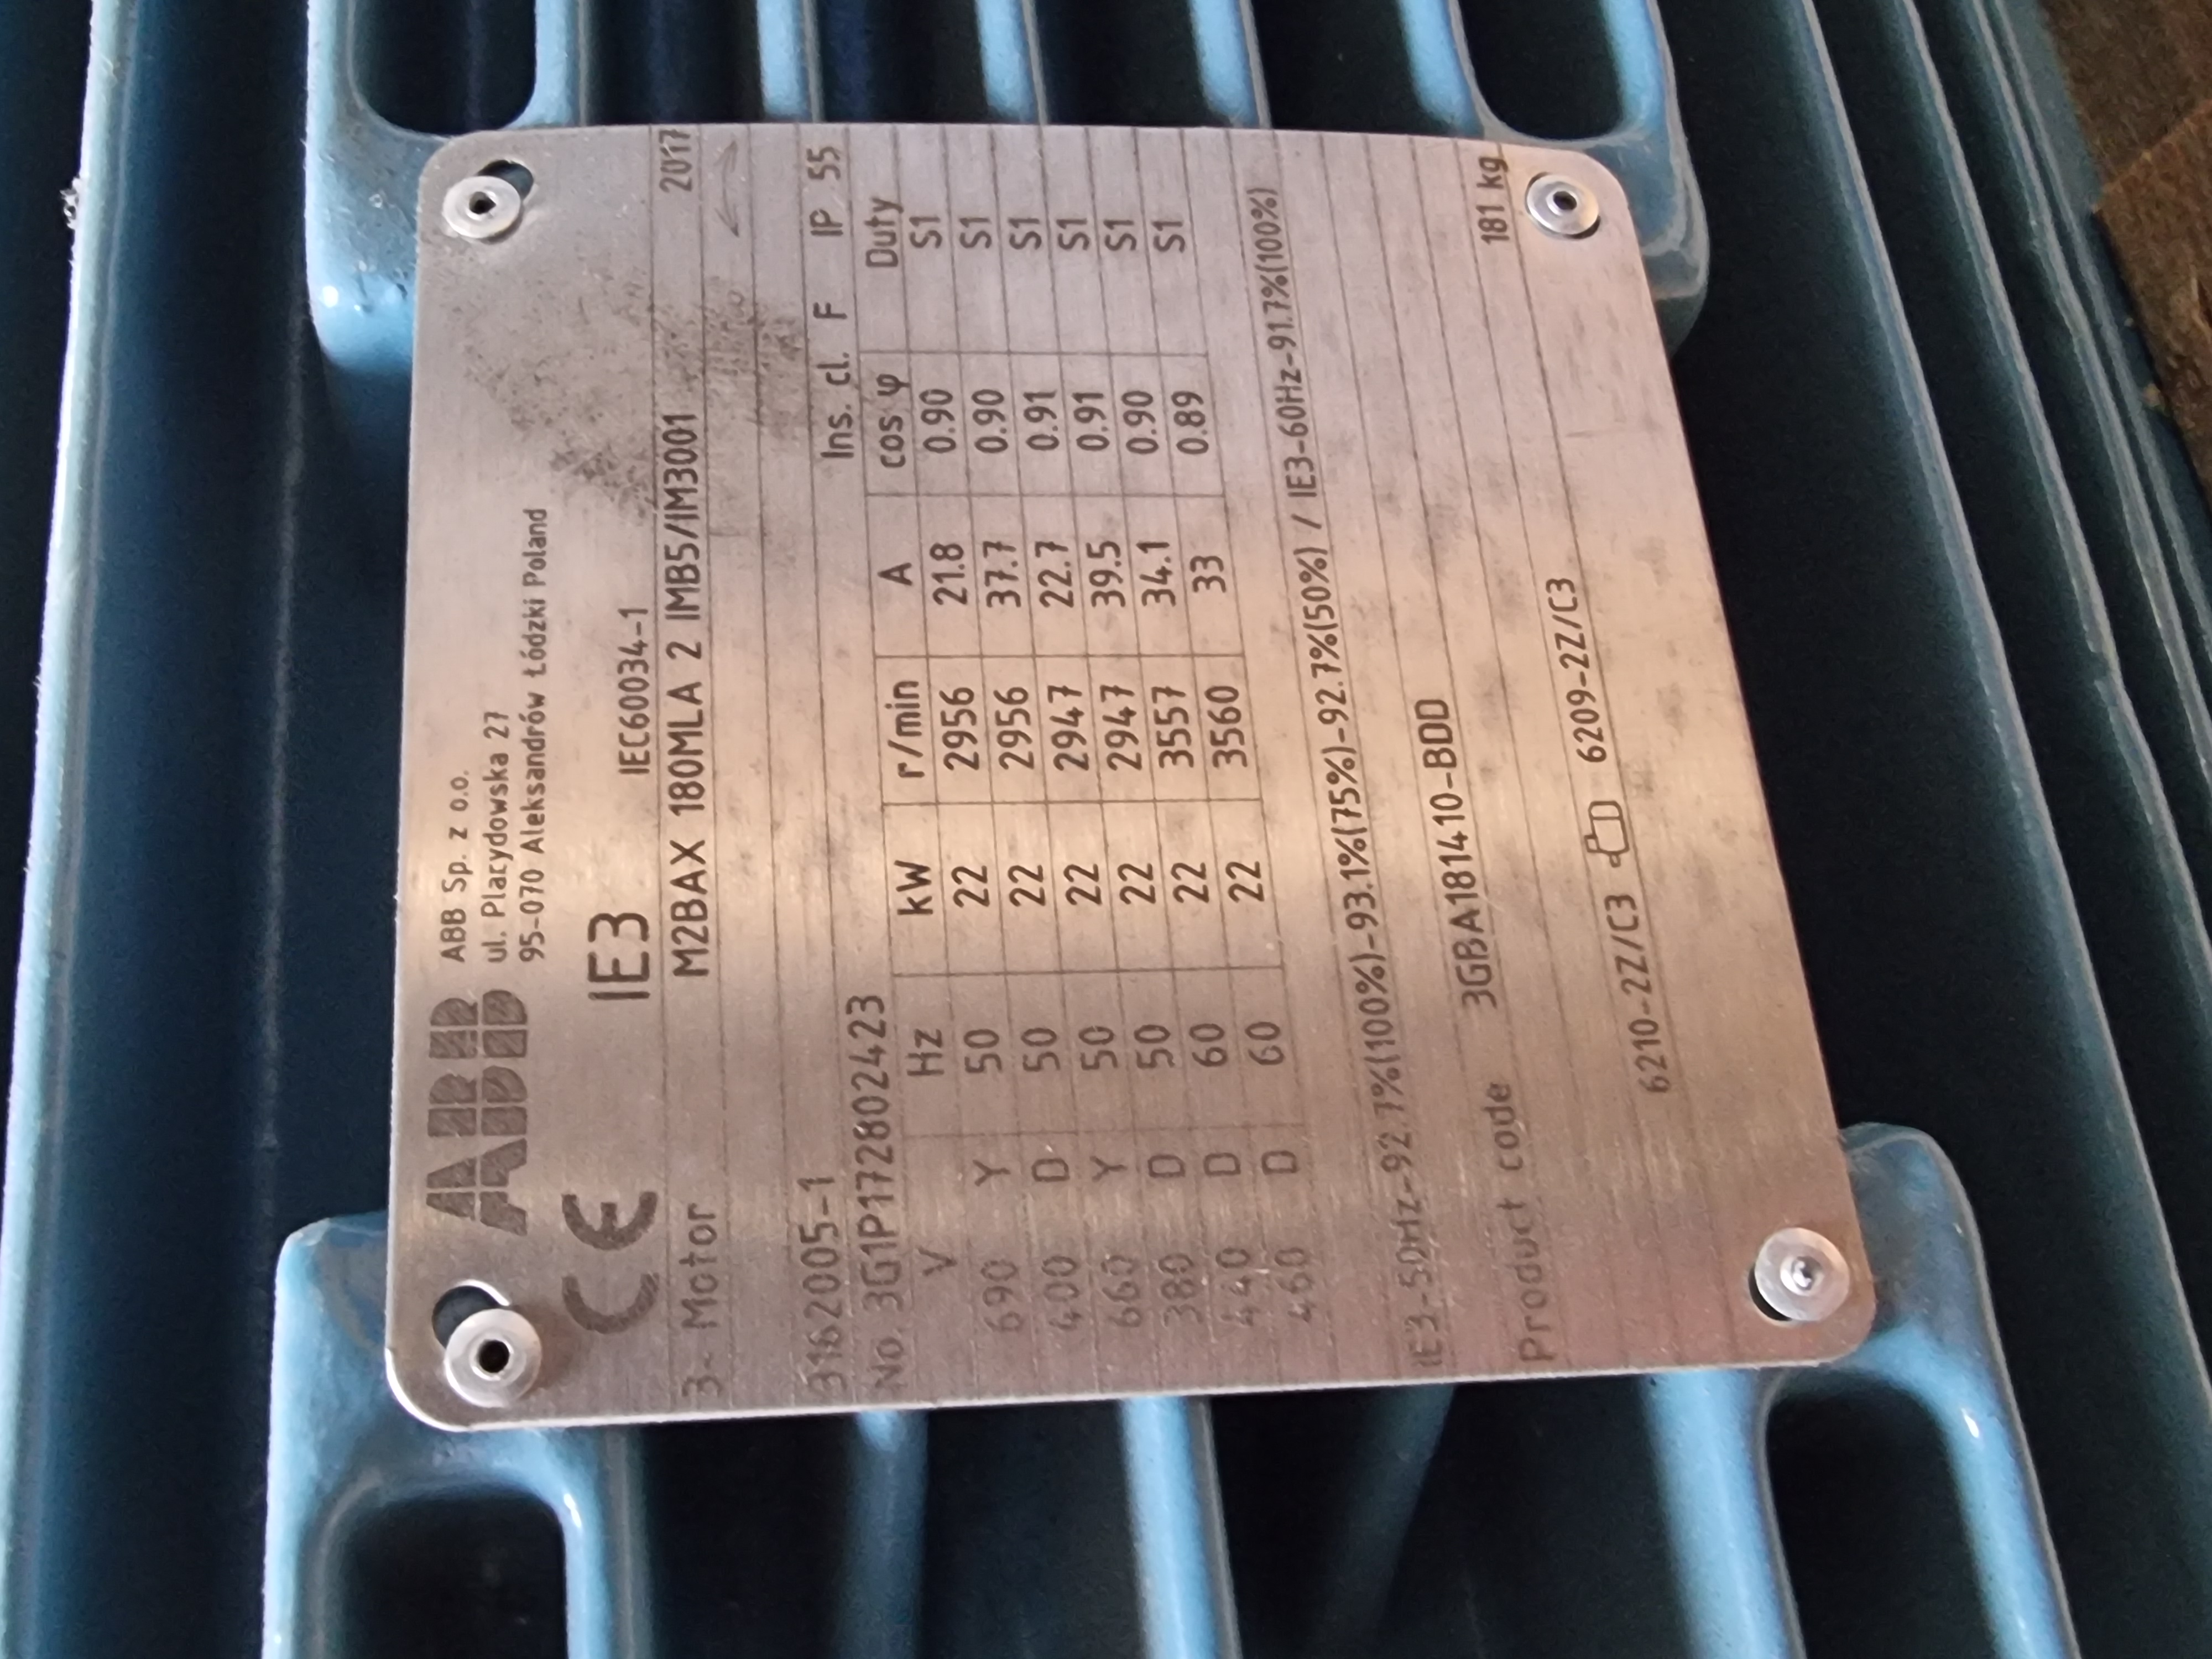 ABB ABB Sp. z o.o.
ul. Placydowska 27
95-070 Aleksandrów Łódzki Poland
CE IE3 IEC60034-1
3~ Motor M2BAX 180MLA 2 IMB5/IM3001 2017
3162005-1 Ins. cl. F IP 55
No. 3G1P172802423
V Hz kW r/min A cos φ Duty
690 Y 50 22 2956 21.8 0.90 S1
400 D 50 22 2956 37.7 0.90 S1
660 Y 50 22 2947 22.7 0.91 S1
380 D 50 22 2947 39.5 0.91 S1
440 D 60 22 3557 34.1 0.90 S1
460 D 60 22 3560 33 0.89 S1
IE3-50Hz-92.7%(100%)-93.1%(75%)-92.7%(50%) / IE3-60Hz-91.7%(100%)
Product code 3GBA181410-BDD
181 kg
6210-2Z/C3 6209-2Z/C3